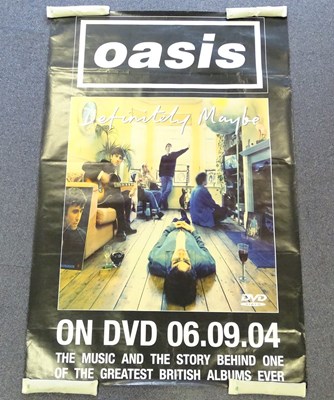 oasis
Definitely Maybe
DVD
ON DVD 06.09.04
THE MUSIC AND THE STORY BEHIND ONE
OF THE GREATEST BRITISH ALBUMS EVER